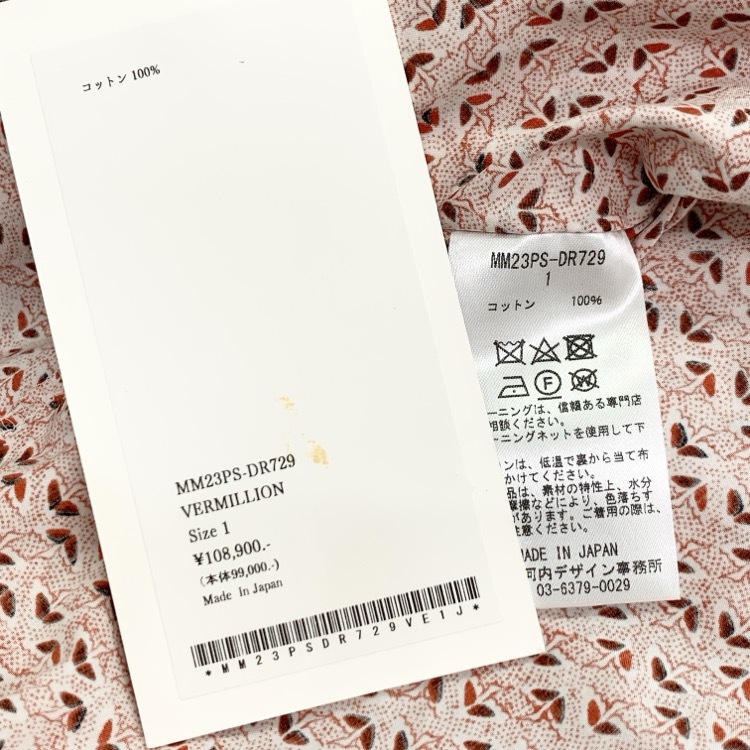 コットン 100%
MM23PS-DR729
VERMILLION
Size 1
¥108,900.-
(本体99,000.-)
Made In Japan
*MM23PSDR729VE1J*
MM23PS-DR729
1
コットン 100%
F
W
ーニングは、信頼ある専門店
相談ください。
ーニングネットを使用して下
ンは、低温で裏から当て布
かけてください。
品は、素材の特性上、水分
摩擦などにより、色落ちす
があります。ご着用の際は、
注意ください。
MADE IN JAPAN
河内デザイン事務所
03-6379-0029